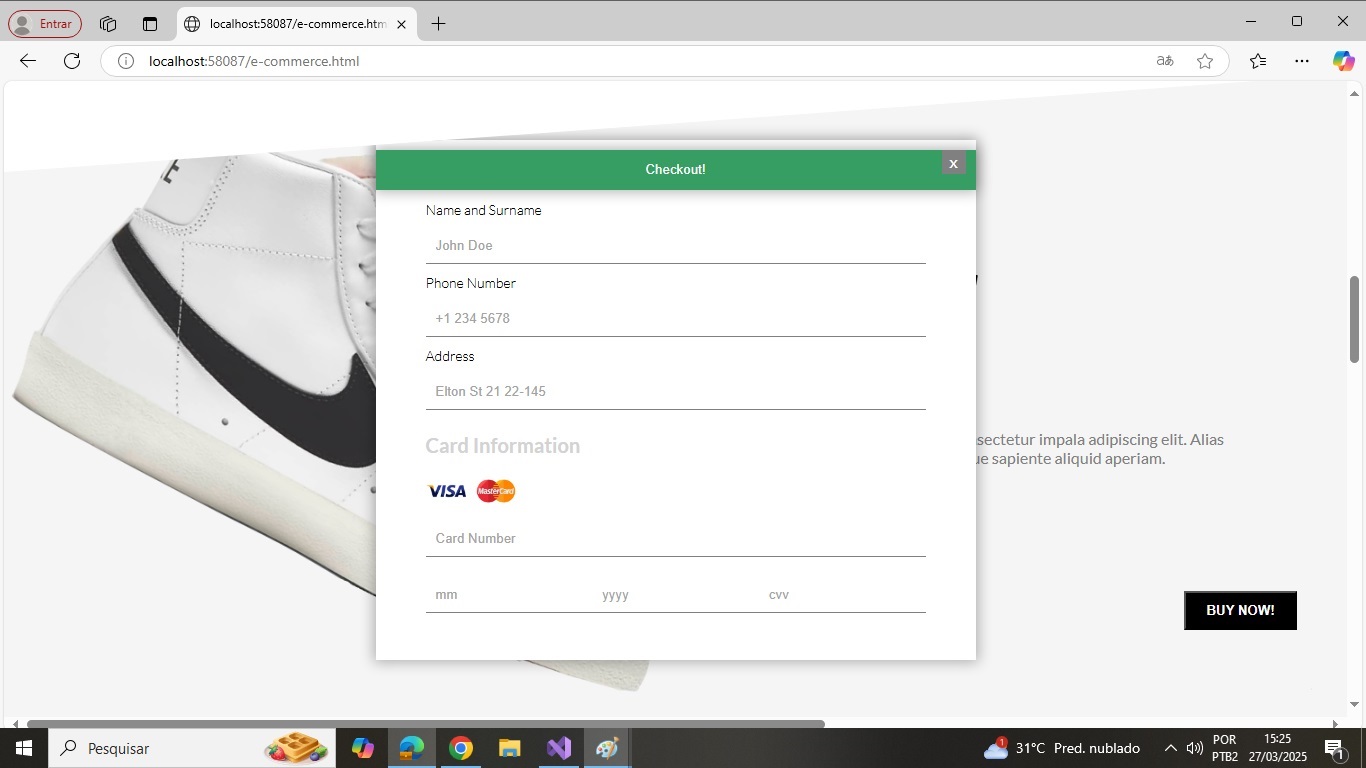 Entrar
localhost:58087/e-commerce.htm
localhost:58087/e-commerce.html
Checkout!
x
Name and Surname
John Doe
Phone Number
+1 234 5678
Address
Elton St 21 22-145
Card Information
VISA MasterCard
Card Number
mm yyyy cvv
sectetur impala adipiscing elit. Alias
ue sapiente aliquid aperiam.
BUY NOW!
Pesquisar
1
31°C Pred. nublado
POR
PTB2
15:25
27/03/2025
1